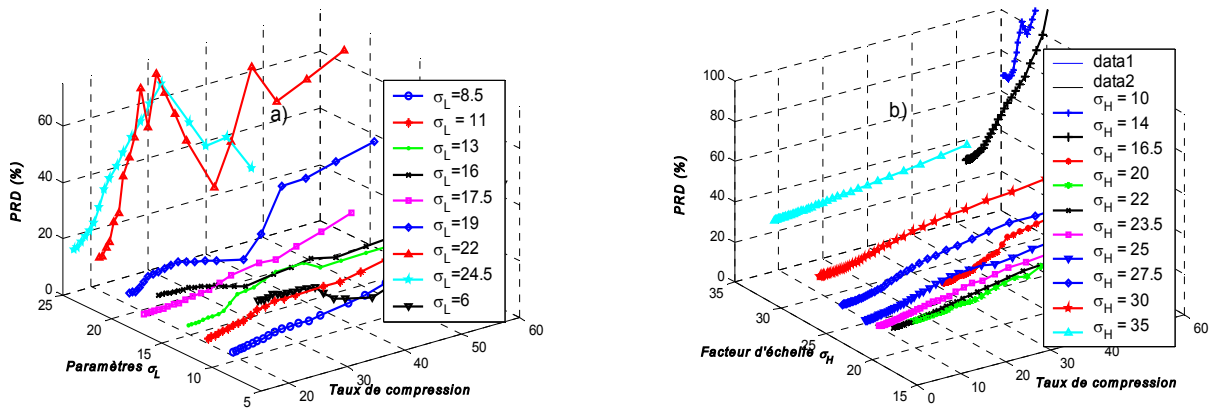 a)
PRD (%)
60
40
20
0
25
20
15
10
5
Paramètres σL
20
30
40
50
60
Taux de compression
σL=8.5
σL= 11
σL=13
σL=16
σL=17.5
σL=19
σL=22
σL=24.5
σL=6
b)
PRD (%)
100
80
60
40
20
0
35
30
25
20
15
Facteur d'échelle σH
0
10
20
30
40
60
Taux de compression
data1
data2
σH = 10
σH = 14
σH = 16.5
σH = 20
σH = 22
σH = 23.5
σH = 25
σH = 27.5
σH = 30
σH = 35